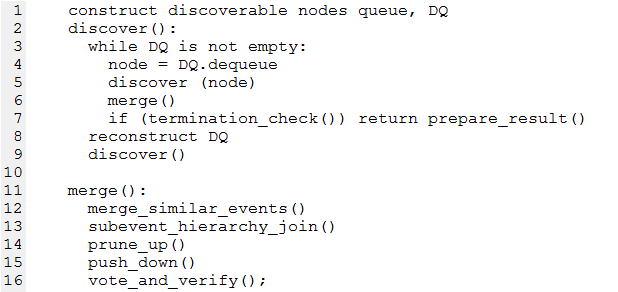 1 construct discoverable nodes queue, DQ
2 discover():
3 while DQ is not empty:
4 node = DQ.dequeue
5 discover (node)
6 merge()
7 if (termination_check()) return prepare_result()
8 reconstruct DQ
9 discover()
10
11 merge():
12 merge_similar_events()
13 subevent_hierarchy_join()
14 prune_up()
15 push_down()
16 vote_and_verify();